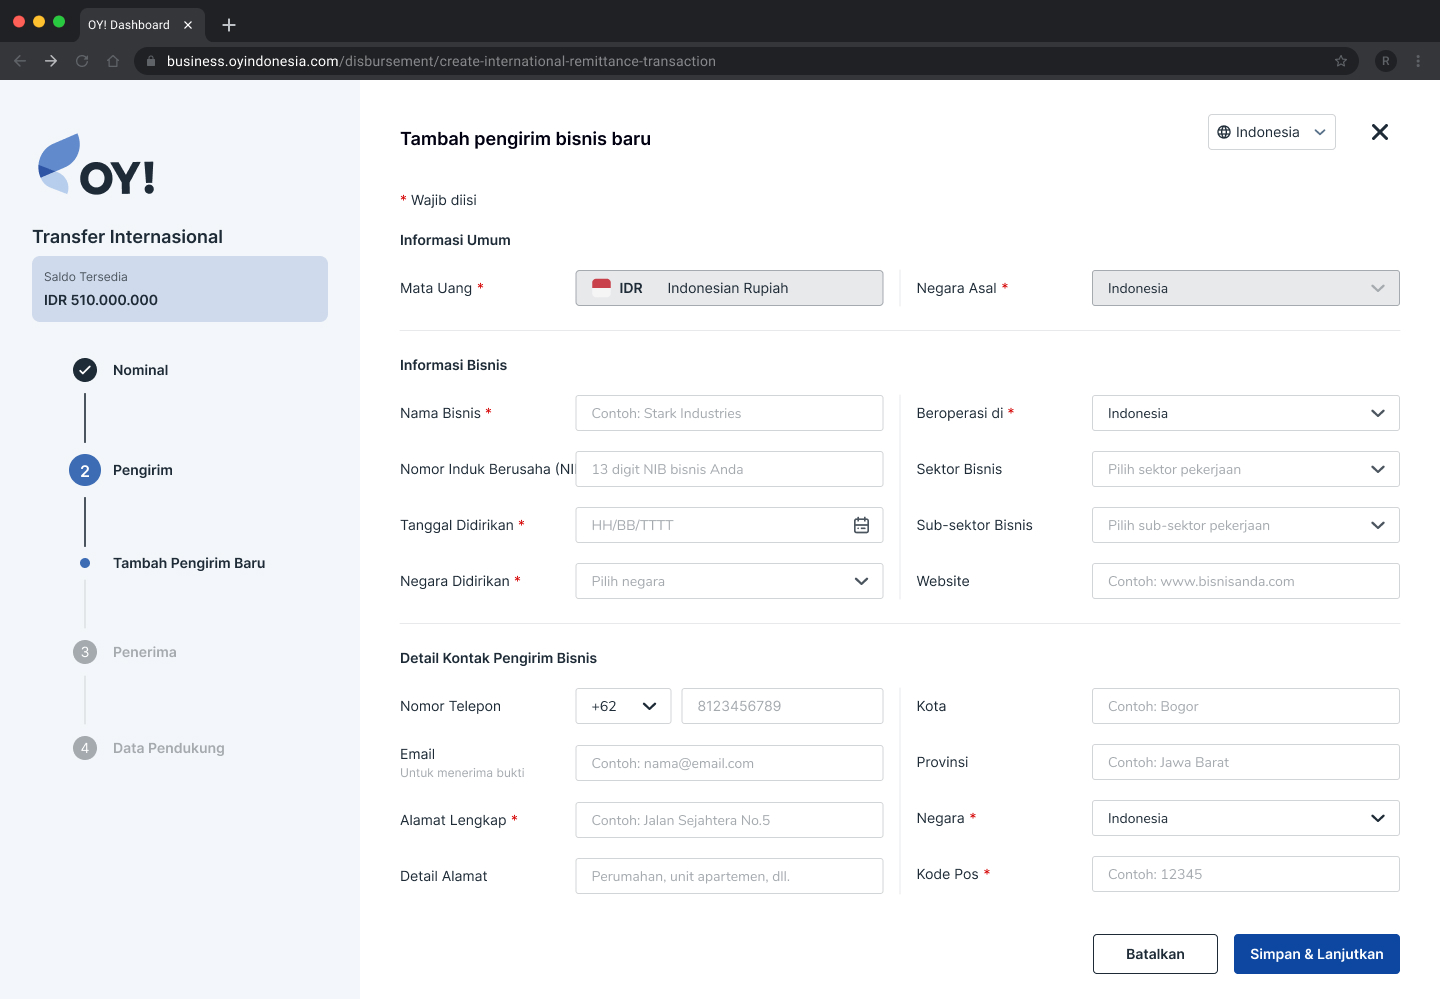 OY! Dashboard
business.oyindonesia.com/disbursement/create-international-remittance-transaction
R
OY!
Transfer Internasional
Saldo Tersedia
IDR 510.000.000
Nominal
2 Pengirim
Tambah Pengirim Baru
3 Penerima
4 Data Pendukung
Tambah pengirim bisnis baru
Indonesia
* Wajib diisi
Informasi Umum
Mata Uang * IDR Indonesian Rupiah
Negara Asal * Indonesia
Informasi Bisnis
Nama Bisnis * Contoh: Stark Industries
Beroperasi di * Indonesia
Nomor Induk Berusaha (NI 13 digit NIB bisnis Anda
Sektor Bisnis Pilih sektor pekerjaan
Tanggal Didirikan * HH/BB/TTTT
Sub-sektor Bisnis Pilih sub-sektor pekerjaan
Negara Didirikan * Pilih negara
Website Contoh: www.bisnisanda.com
Detail Kontak Pengirim Bisnis
Nomor Telepon +62 8123456789
Kota Contoh: Bogor
Email Contoh: nama@email.com
Untuk menerima bukti
Provinsi Contoh: Jawa Barat
Alamat Lengkap * Contoh: Jalan Sejahtera No.5
Negara * Indonesia
Detail Alamat Perumahan, unit apartemen, dll.
Kode Pos * Contoh: 12345
Batalkan
Simpan & Lanjutkan